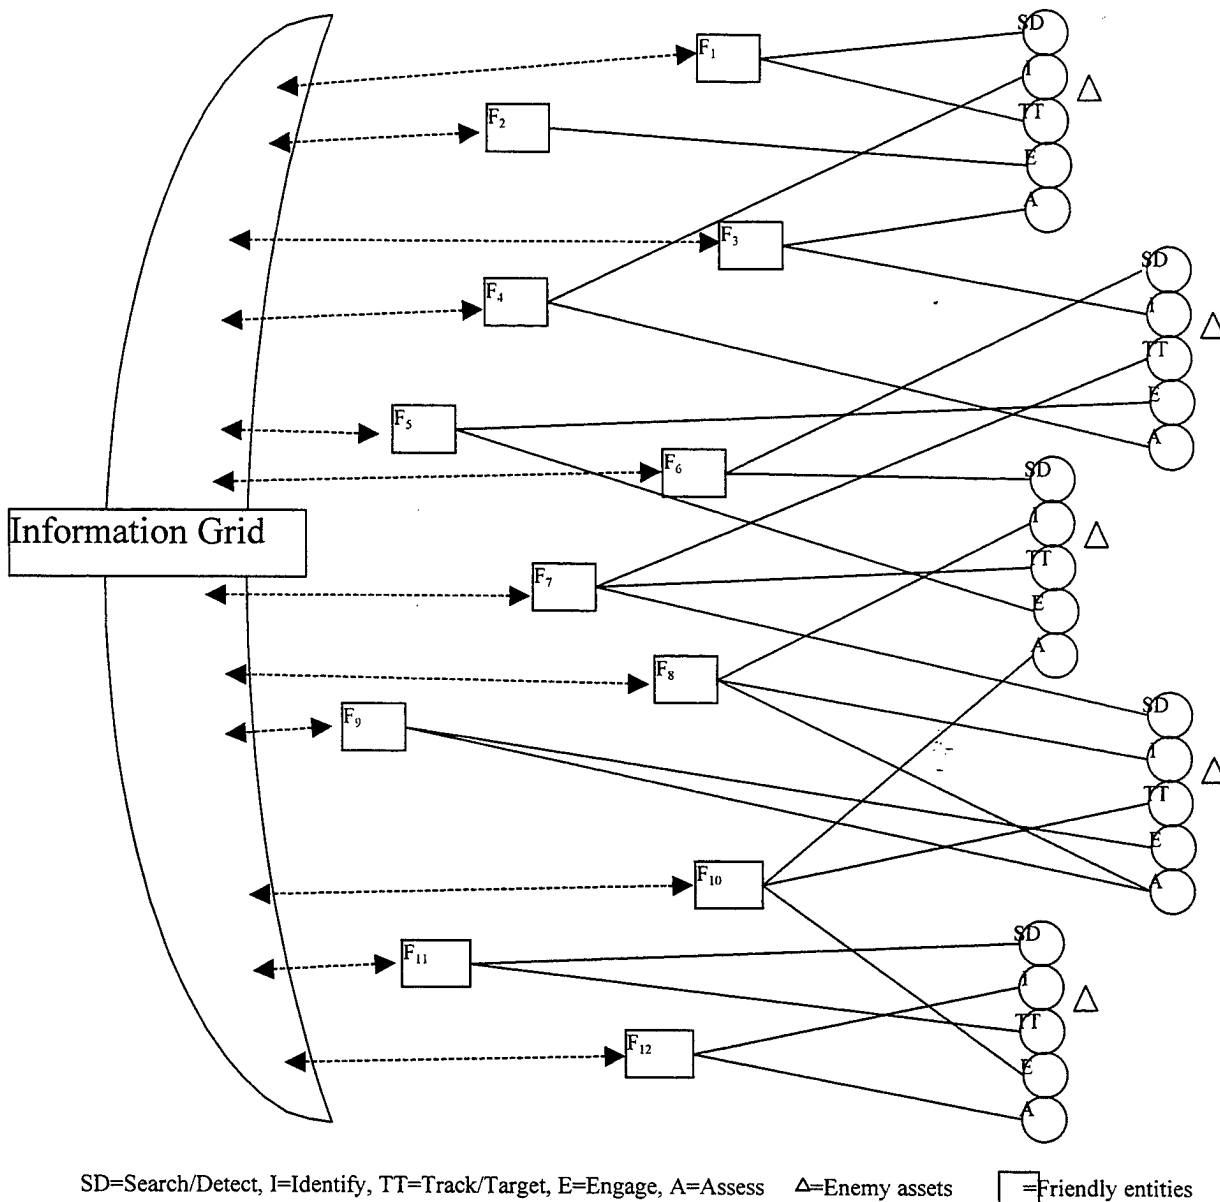 SD
F1
I
TT
F2
E
A
F3
SD
F4
I
TT
E
F5
A
F6
SD
I
Information Grid
TT
F7
E
A
F8
SD
F9
I
TT
E
F10
A
SD
F11
I
TT
F12
E
A
SD=Search/Detect, I=Identify, TT=Track/Target, E=Engage, A=Assess Δ=Enemy assets =Friendly entities